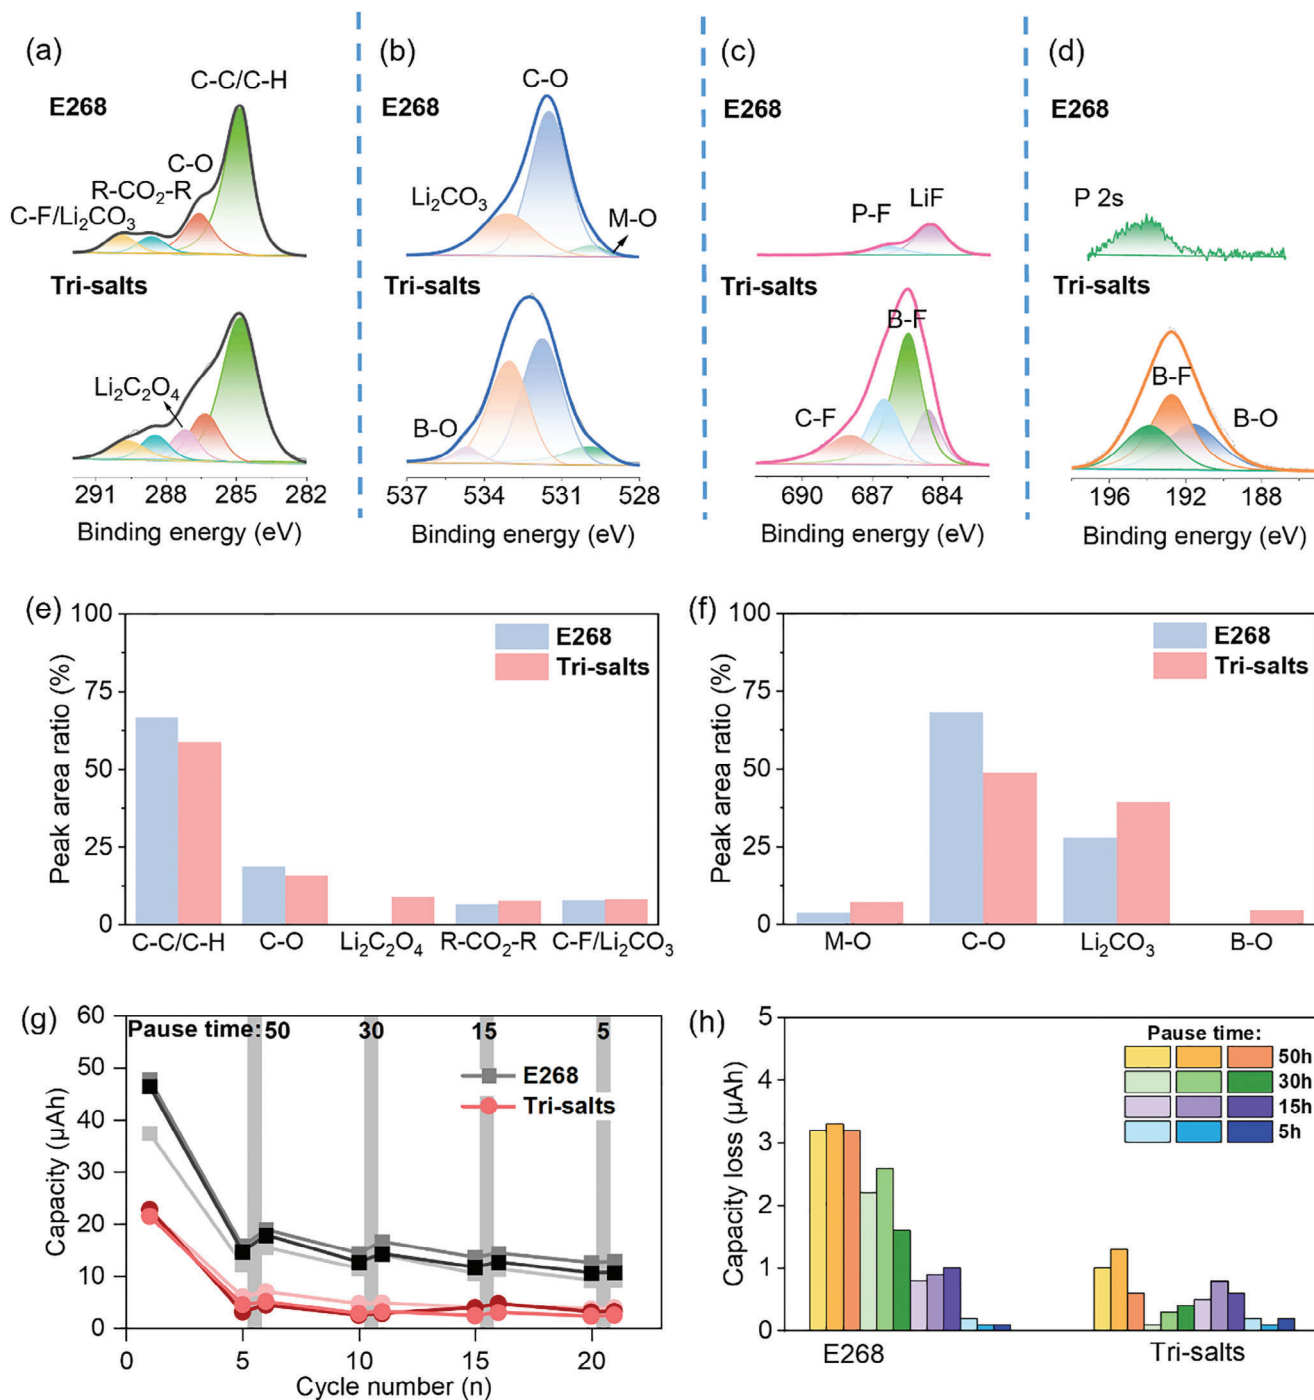 (a)
E268
C-C/C-H
C-O
R-CO₂-R
C-F/Li₂CO₃
Tri-salts
Li₂C₂O₄
291 288 285 282
Binding energy (eV)
(b)
E268
C-O
Li₂CO₃
M-O
Tri-salts
B-O
537 534 531 528
Binding energy (eV)
(c)
E268
P-F
LiF
Tri-salts
B-F
C-F
690 687 684
Binding energy (eV)
(d)
E268
P 2s
Tri-salts
B-F
B-O
196 192 188
Binding energy (eV)
(e)
Peak area ratio (%)
100
75
50
25
0
E268
Tri-salts
C-C/C-H C-O Li₂C₂O₄ R-CO₂-R C-F/Li₂CO₃
(f)
Peak area ratio (%)
100
75
50
25
0
E268
Tri-salts
M-O C-O Li₂CO₃ B-O
(g)
Capacity (µAh)
60
50
40
30
20
10
0
Pause time: 50 30 15 5
E268
Tri-salts
0 5 10 15 20
Cycle number (n)
(h)
Capacity loss (µAh)
5
4
3
2
1
0
Pause time:
50h
30h
15h
5h
E268 Tri-salts